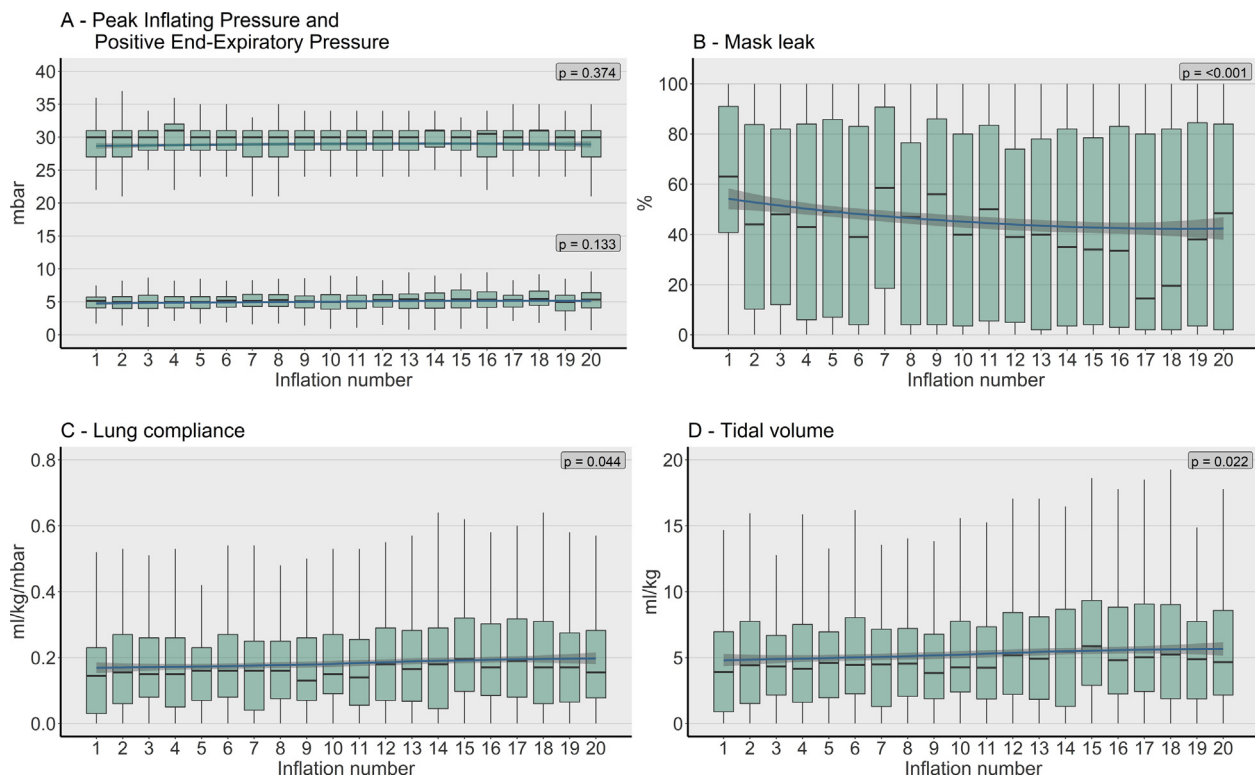 A - Peak Inflating Pressure and
Positive End-Expiratory Pressure
p = 0.374
p = 0.133
40
35
30
25
20
15
10
5
0
mbar
1 2 3 4 5 6 7 8 9 10 11 12 13 14 15 16 17 18 19 20
Inflation number
B - Mask leak
p = <0.001
100
80
60
40
20
0
%
1 2 3 4 5 6 7 8 9 10 11 12 13 14 15 16 17 18 19 20
Inflation number
C - Lung compliance
p = 0.044
0.8
0.6
0.4
0.2
0.0
ml/kg/mbar
1 2 3 4 5 6 7 8 9 10 11 12 13 14 15 16 17 18 19 20
Inflation number
D - Tidal volume
p = 0.022
20
15
10
5
0
ml/kg
1 2 3 4 5 6 7 8 9 10 11 12 13 14 15 16 17 18 19 20
Inflation number